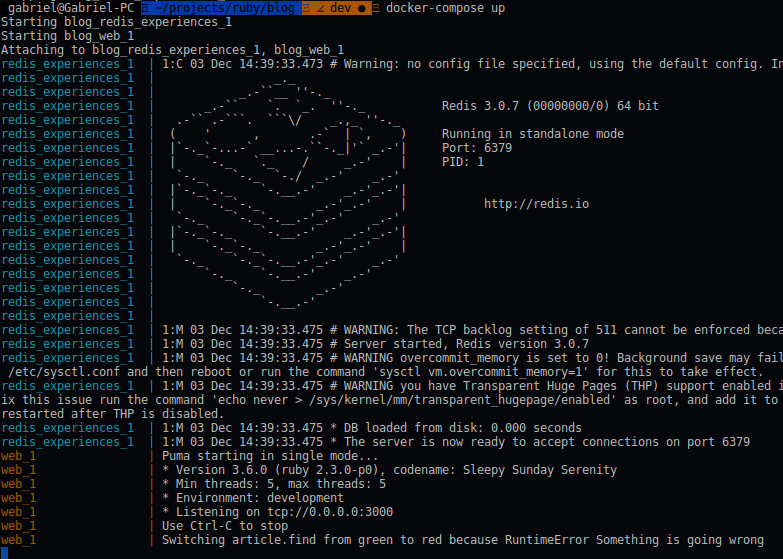 gabriel@Gabriel-PC ~/projects/ruby/blog dev ● docker-compose up
Starting blog_redis_experiences_1
Starting blog_web_1
Attaching to blog_redis_experiences_1, blog_web_1
redis_experiences_1 | 1:C 03 Dec 14:39:33.473 # Warning: no config file specified, using the default config. In
redis_experiences_1 | _._
redis_experiences_1 | _.-``__ ''-._
redis_experiences_1 | _.-`` `. `_. ''-._ Redis 3.0.7 (00000000/0) 64 bit
redis_experiences_1 | .-`` .-```. ```\/ _.,_ ''-._
redis_experiences_1 | ( ' , .-` | `, ) Running in standalone mode
redis_experiences_1 | |`-._`-...-` __...-.``-._|'` _.-'| Port: 6379
redis_experiences_1 | | `-._ `._ / _.-' | PID: 1
redis_experiences_1 | `-._ `-._ `-./ _.-' _.-'
redis_experiences_1 | |`-._`-._ `-.__.-' _.-'_.-'|
redis_experiences_1 | | `-._`-._ _.-'_.-' | http://redis.io
redis_experiences_1 | `-._ `-._`-.__.-'_.-' _.-'
redis_experiences_1 | |`-._`-._ `-.__.-' _.-'_.-'|
redis_experiences_1 | | `-._`-._ _.-'_.-' |
redis_experiences_1 | `-._ `-._`-.__.-'_.-' _.-'
redis_experiences_1 | `-._ `-.__.-' _.-'
redis_experiences_1 | `-._ _.-'
redis_experiences_1 | `-.__.-'
redis_experiences_1 |
redis_experiences_1 | 1:M 03 Dec 14:39:33.475 # WARNING: The TCP backlog setting of 511 cannot be enforced beca
redis_experiences_1 | 1:M 03 Dec 14:39:33.475 # Server started, Redis version 3.0.7
redis_experiences_1 | 1:M 03 Dec 14:39:33.475 # WARNING overcommit_memory is set to 0! Background save may fail
/etc/sysctl.conf and then reboot or run the command 'sysctl vm.overcommit_memory=1' for this to take effect.
redis_experiences_1 | 1:M 03 Dec 14:39:33.475 # WARNING you have Transparent Huge Pages (THP) support enabled i
ix this issue run the command 'echo never > /sys/kernel/mm/transparent_hugepage/enabled' as root, and add it to
restarted after THP is disabled.
redis_experiences_1 | 1:M 03 Dec 14:39:33.475 * DB loaded from disk: 0.000 seconds
redis_experiences_1 | 1:M 03 Dec 14:39:33.475 * The server is now ready to accept connections on port 6379
web_1 | Puma starting in single mode...
web_1 | * Version 3.6.0 (ruby 2.3.0-p0), codename: Sleepy Sunday Serenity
web_1 | * Min threads: 5, max threads: 5
web_1 | * Environment: development
web_1 | * Listening on tcp://0.0.0.0:3000
web_1 | Use Ctrl-C to stop
web_1 | Switching article.find from green to red because RuntimeError Something is going wrong